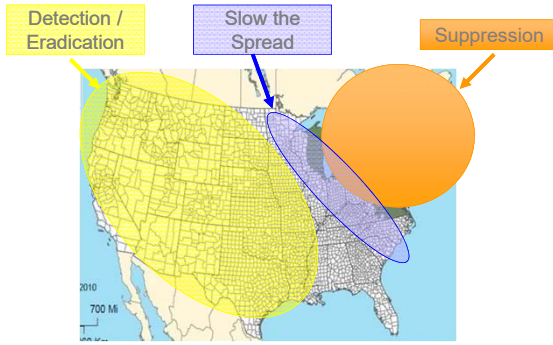 Detection /
Eradication
Slow the
Spread
Suppression
2010
700 Mi